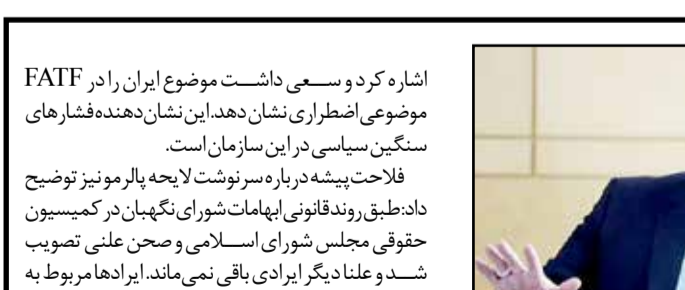 اشاره کرد و سعی داشت موضوع ایران را در FATF
موضوعی اضطراری نشان دهد.این نشان‌دهنده فشارهای
سنگین سیاسی در این سازمان است.
فلاحت‌پیشه درباره سرنوشت لایحه پالرمو نیز توضیح
داد:طبق روند قانونی ابهامات شورای نگهبان در کمیسیون
حقوقی مجلس شورای اسلامی و صحن علنی تصویب
شد و علنا دیگر ایرادی باقی نمی‌ماند.ایرادها مربوط به